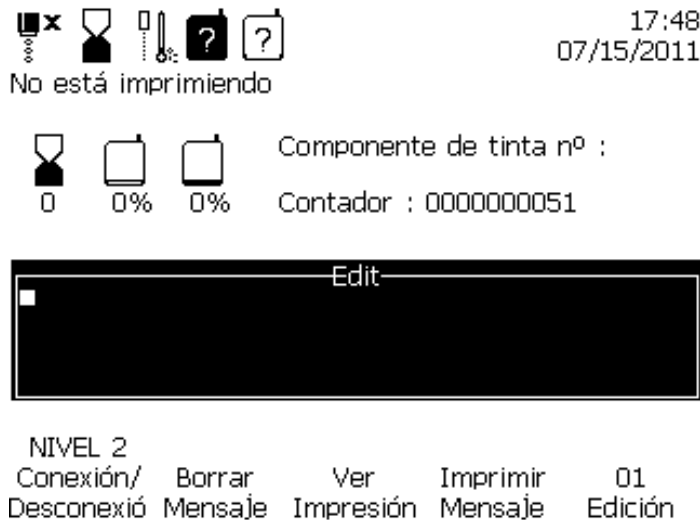 17:48
? ? 07/15/2011
No está imprimiendo
Componente de tinta nº :
0 0% 0% Contador : 0000000051
Edit
NIVEL 2
Conexión/ Borrar Ver Imprimir 01
Desconexió Mensaje Impresión Mensaje Edición